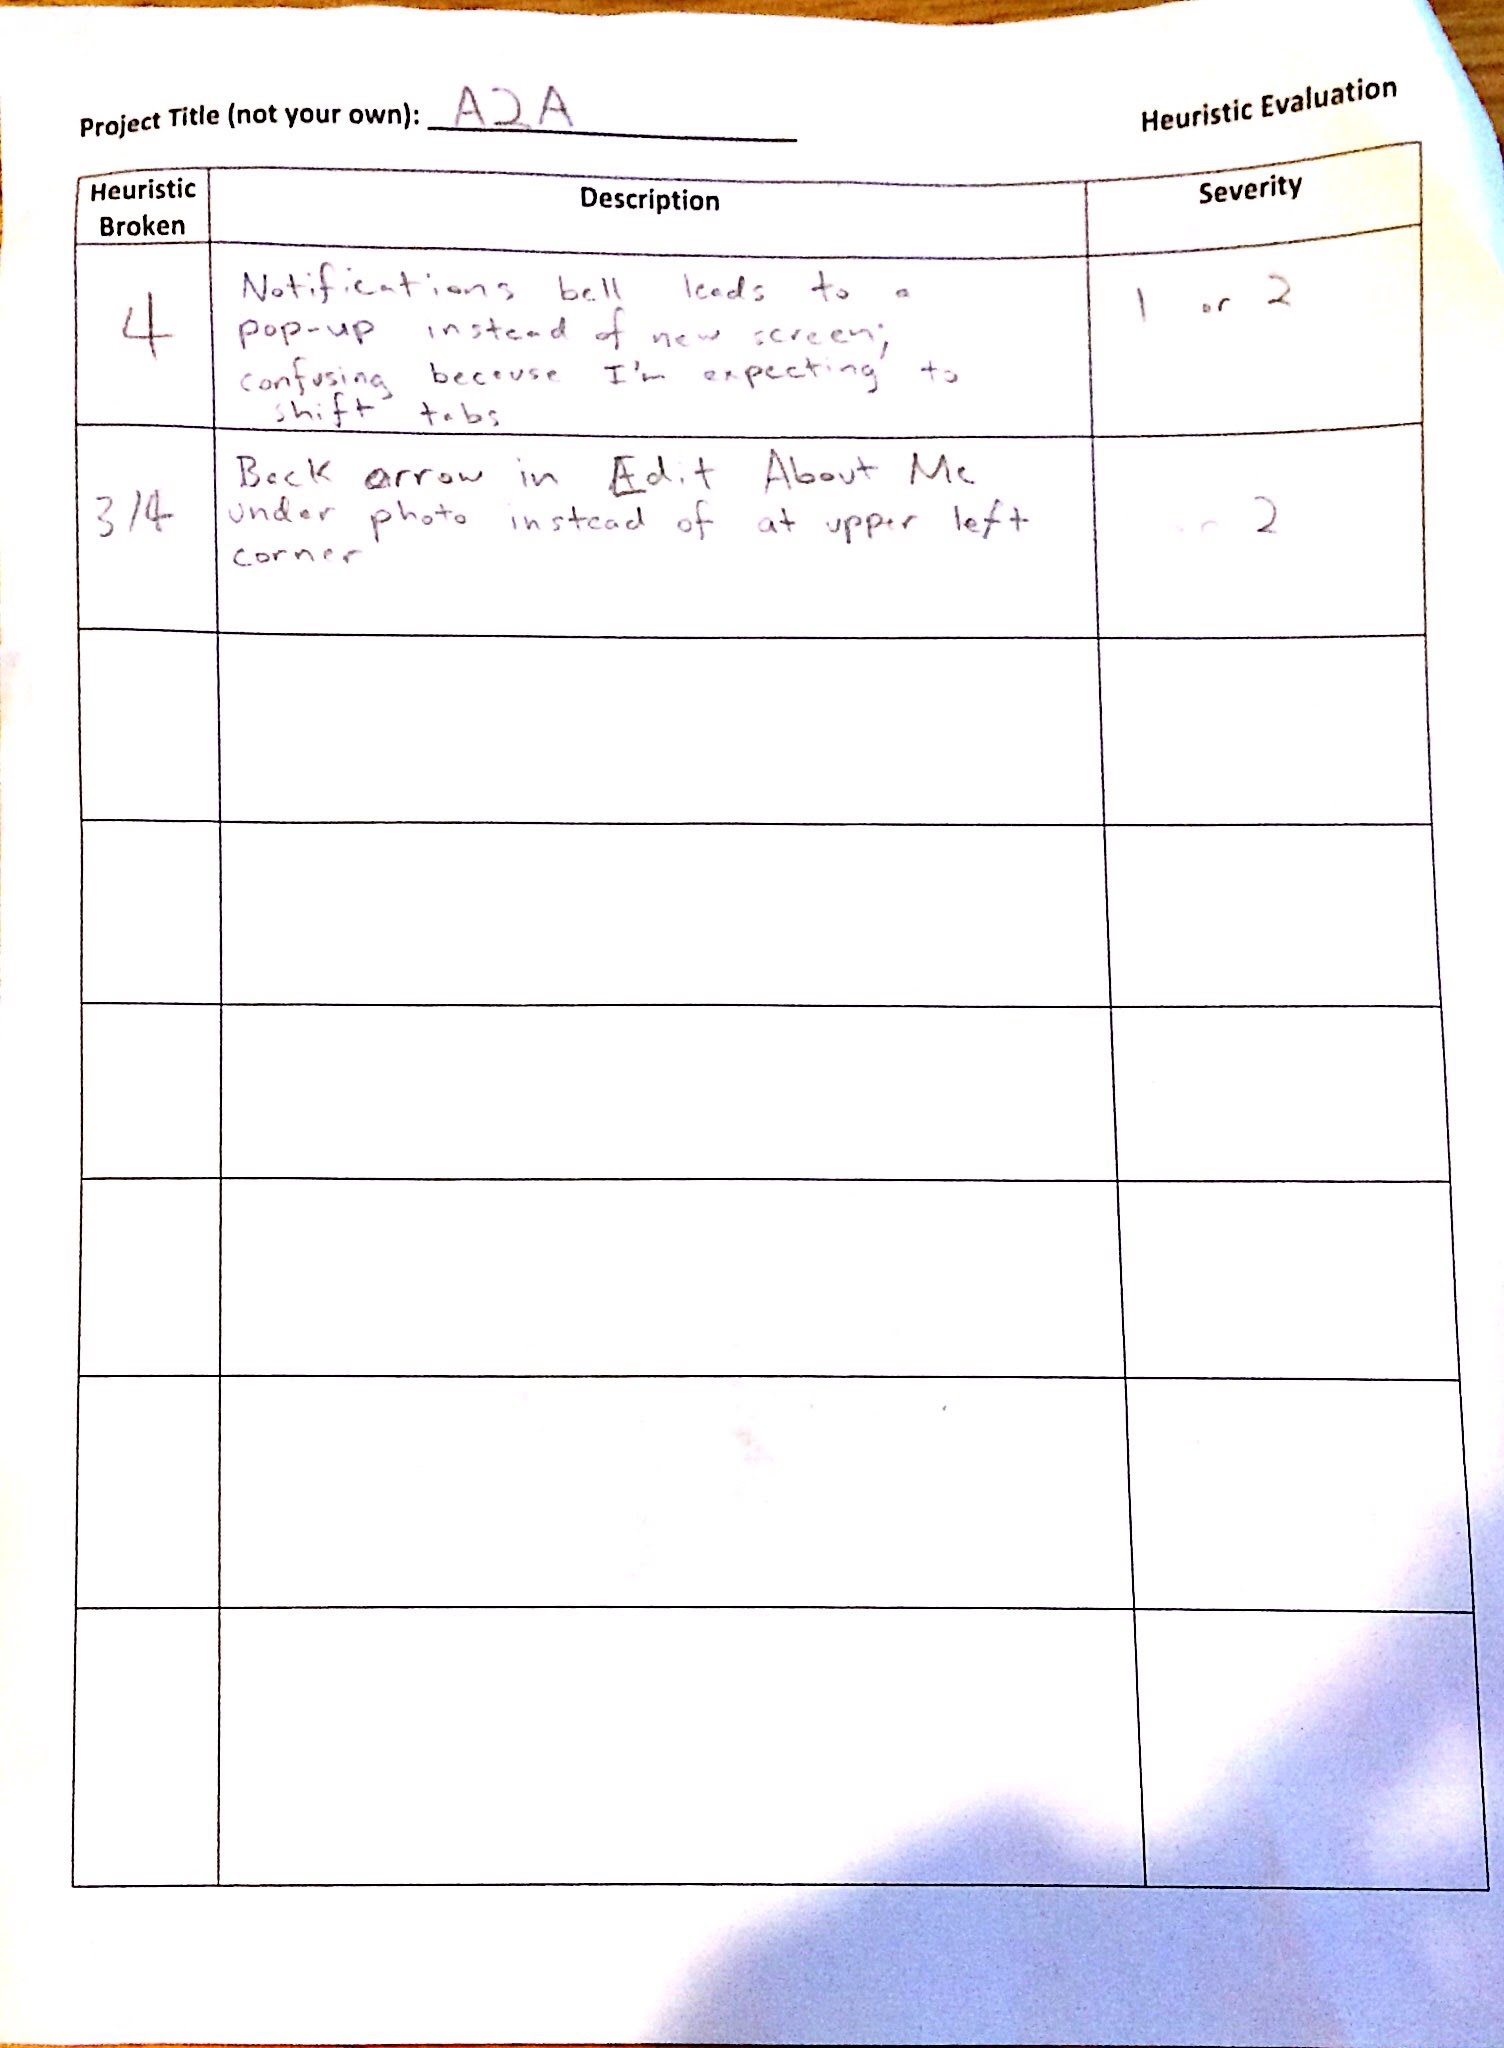 Project Title (not your own): A2A
Heuristic Evaluation
Heuristic Broken
Description
Severity
4
Notifications bell leads to a
pop-up instead of new screen;
confusing because I'm expecting to
shift tabs
1 or 2
3/4
Back arrow in Edit About Me
under photo instead of at upper left
corner
2